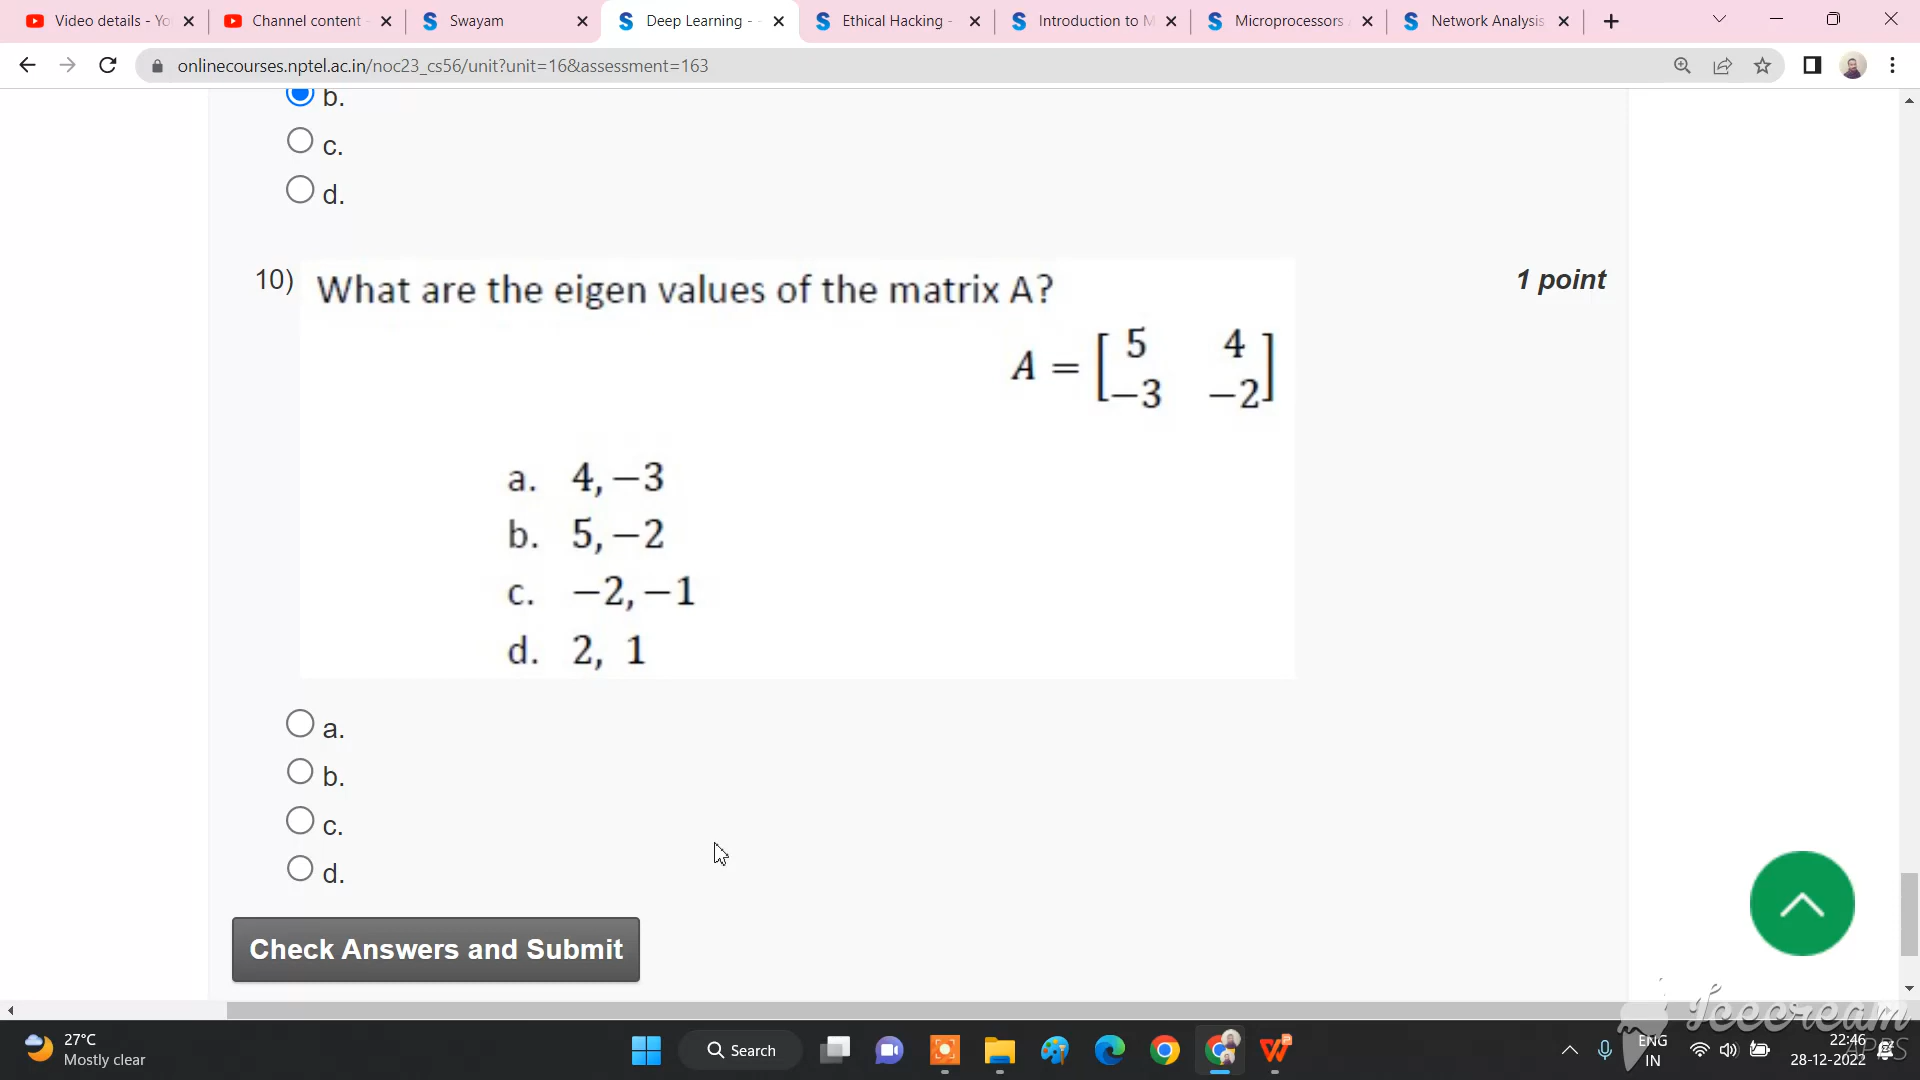 Video details - Yo
Channel content -
Swayam
Deep Learning - -
Ethical Hacking -
Introduction to M
Microprocessors
Network Analysis
onlinecourses.nptel.ac.in/noc23_cs56/unit?unit=16&assessment=163
b.
c.
d.
10) What are the eigen values of the matrix A?
1 point
A = [5 4
−3 −2]
a. 4, −3
b. 5, −2
c. −2, −1
d. 2, 1
a.
b.
c.
d.
Check Answers and Submit
Icecream
APPS
27°C
Mostly clear
Search
ENG
IN
22:46
28-12-2022